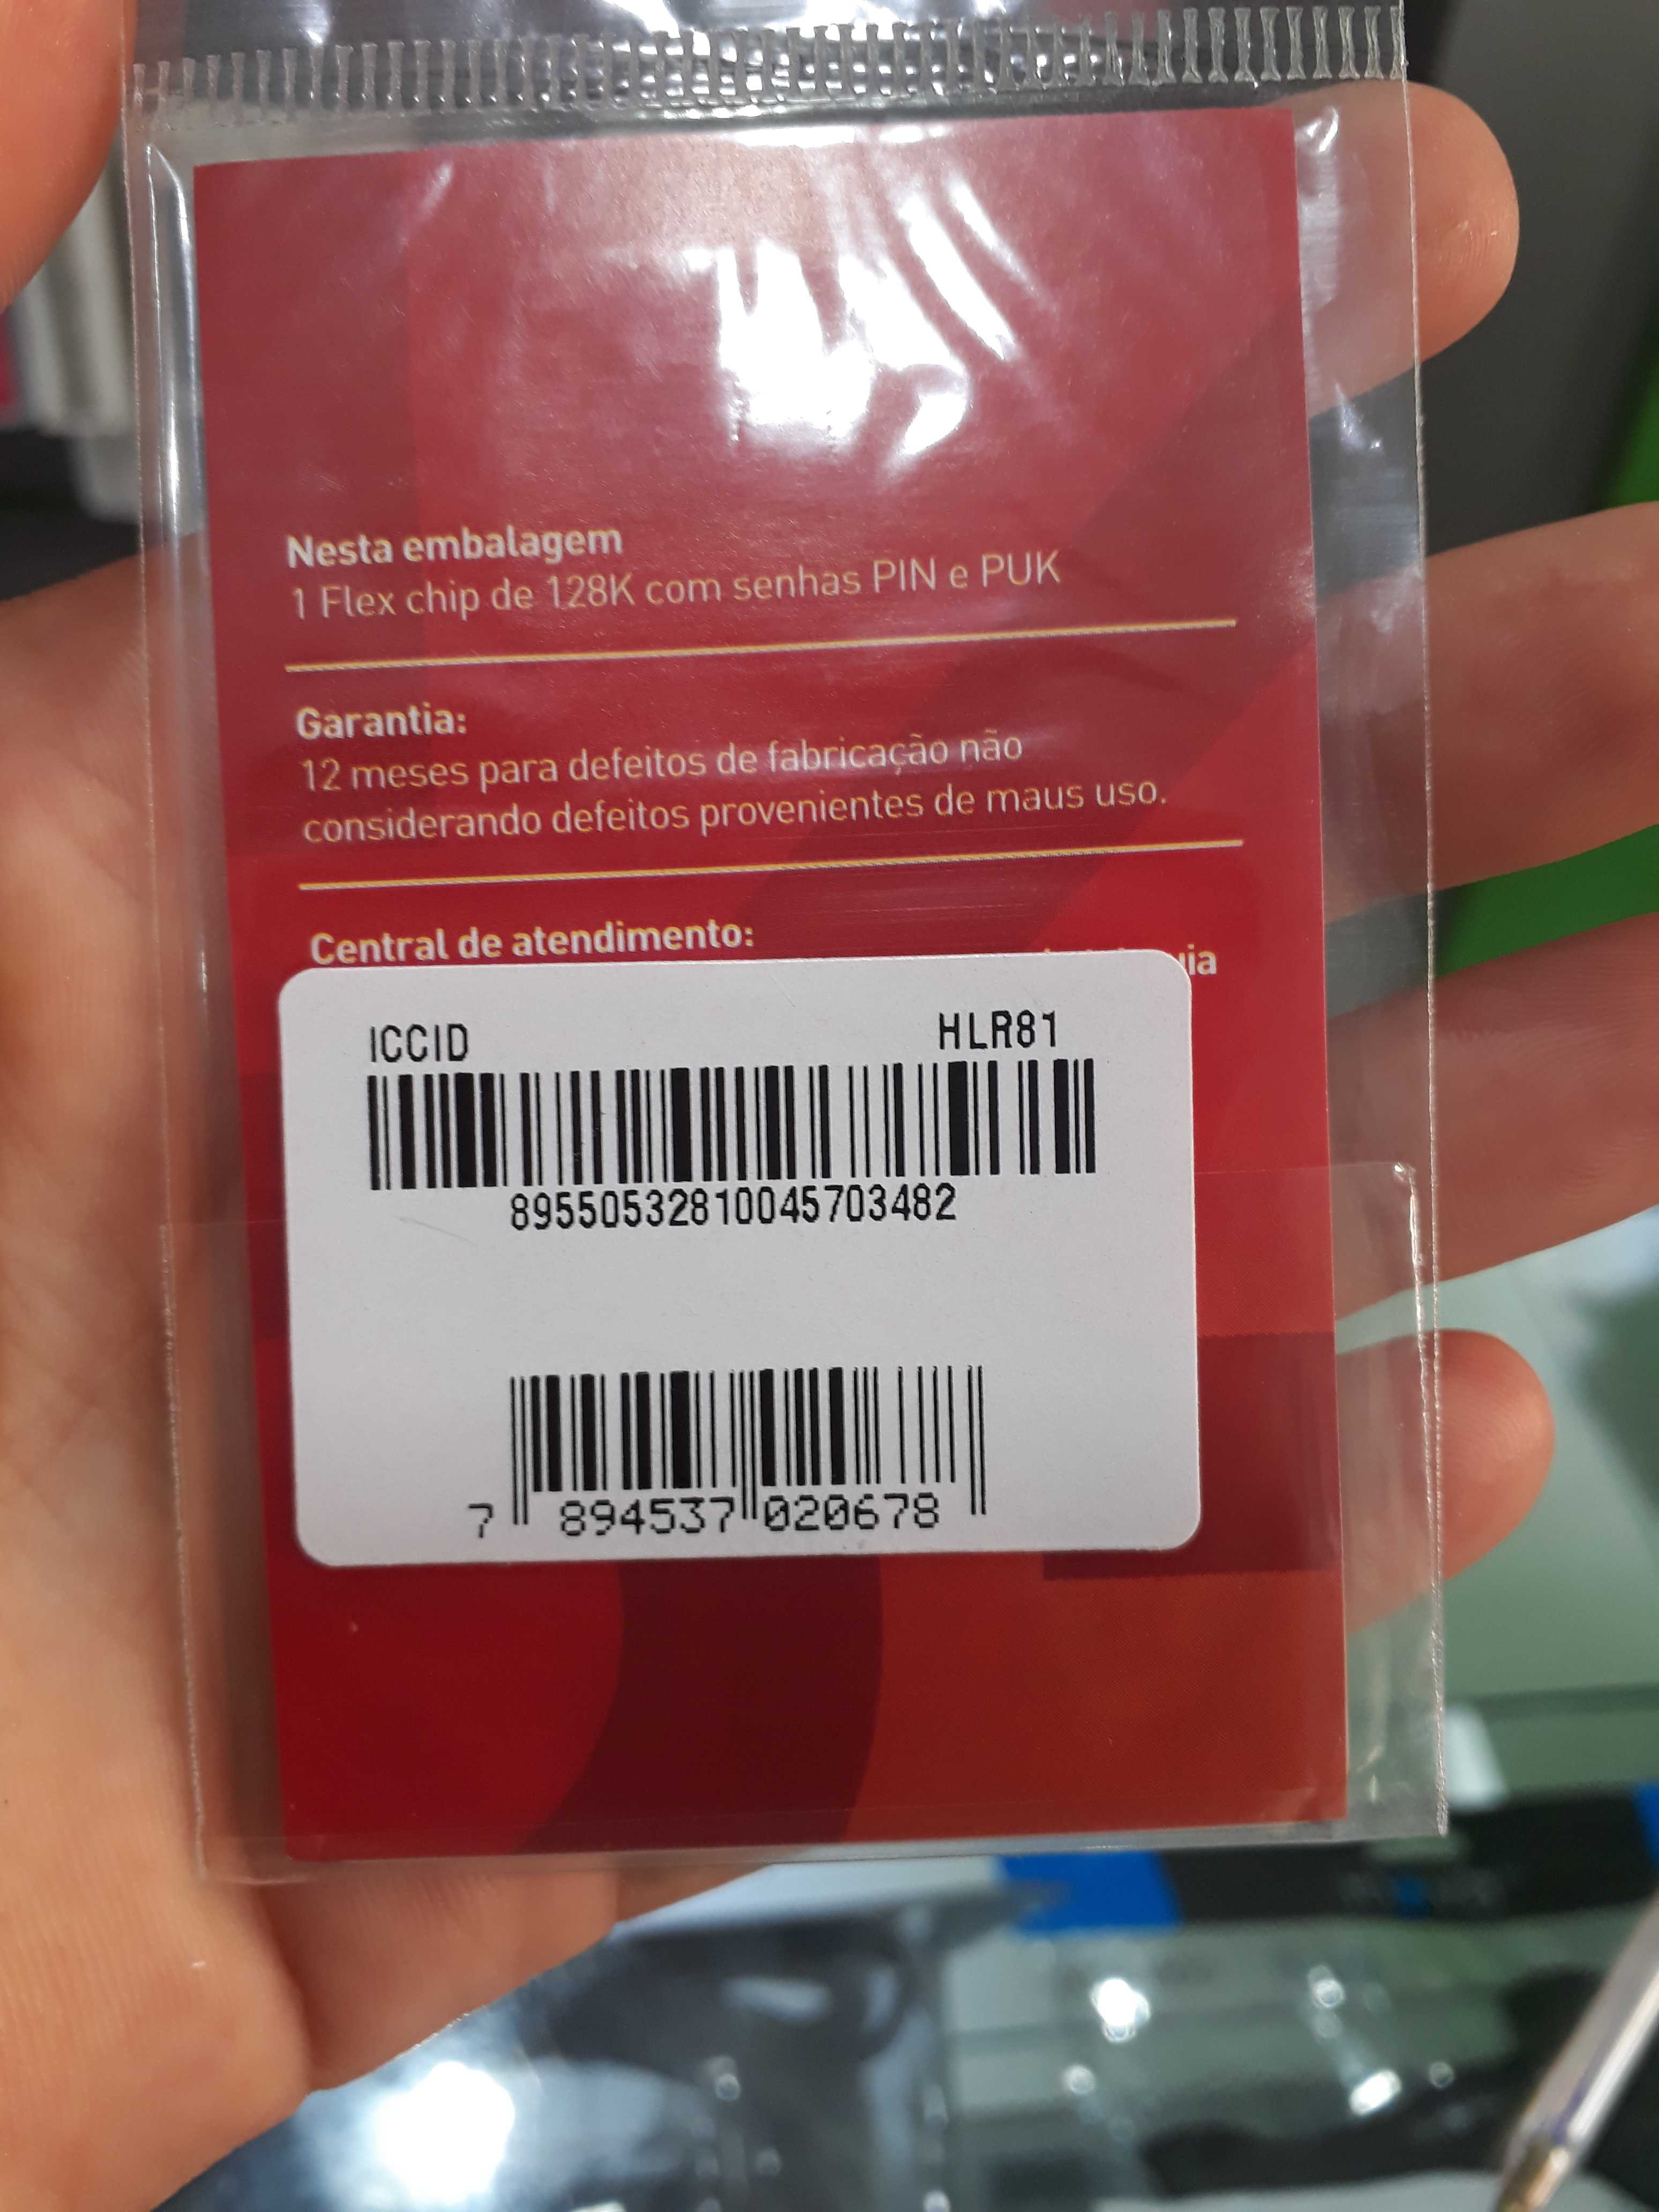 Nesta embalagem
1 Flex chip de 128K com senhas PIN e PUK
Garantia:
12 meses para defeitos de fabricação não
considerando defeitos provenientes de maus uso.
Central de atendimento:
ICCID HLR81
89550532810045703482
7 894537 020678